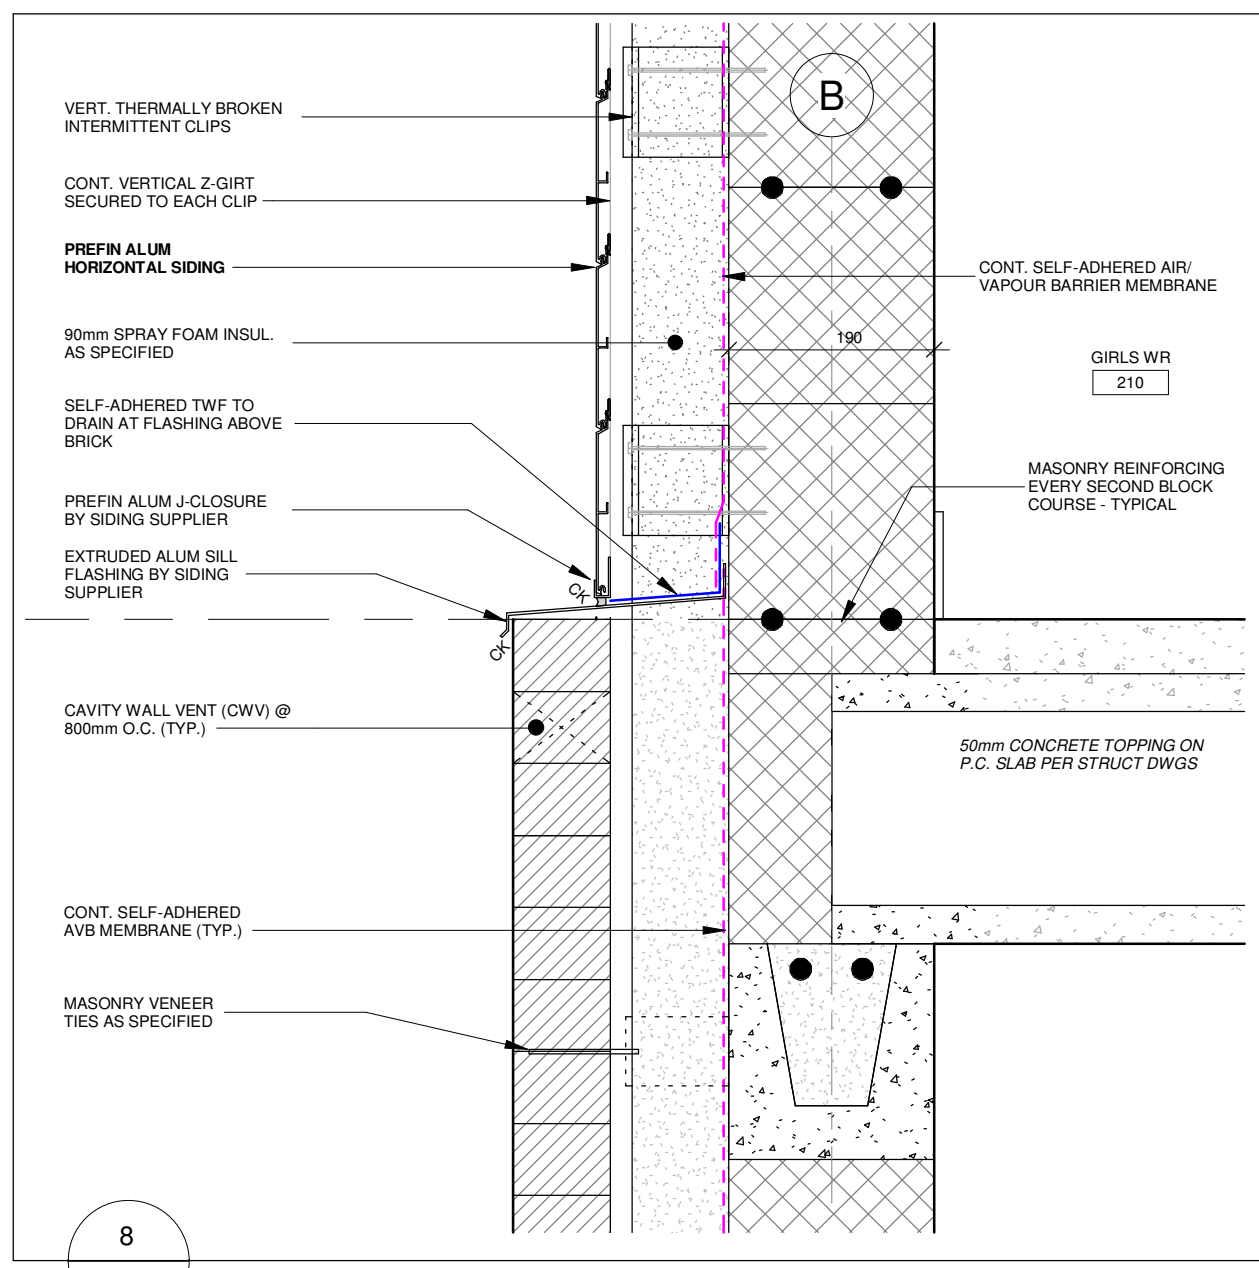 B
VERT. THERMALLY BROKEN
INTERMITTENT CLIPS
CONT. VERTICAL Z-GIRT
SECURED TO EACH CLIP
PREFIN ALUM
HORIZONTAL SIDING
CONT. SELF-ADHERED AIR/
VAPOUR BARRIER MEMBRANE
90mm SPRAY FOAM INSUL.
AS SPECIFIED
190
GIRLS WR
210
SELF-ADHERED TWF TO
DRAIN AT FLASHING ABOVE
BRICK
MASONRY REINFORCING
EVERY SECOND BLOCK
COURSE - TYPICAL
PREFIN ALUM J-CLOSURE
BY SIDING SUPPLIER
EXTRUDED ALUM SILL
FLASHING BY SIDING
SUPPLIER
CK
CK
CAVITY WALL VENT (CWV) @
800mm O.C. (TYP.)
50mm CONCRETE TOPPING ON
P.C. SLAB PER STRUCT DWGS
CONT. SELF-ADHERED
AVB MEMBRANE (TYP.)
MASONRY VENEER
TIES AS SPECIFIED
8